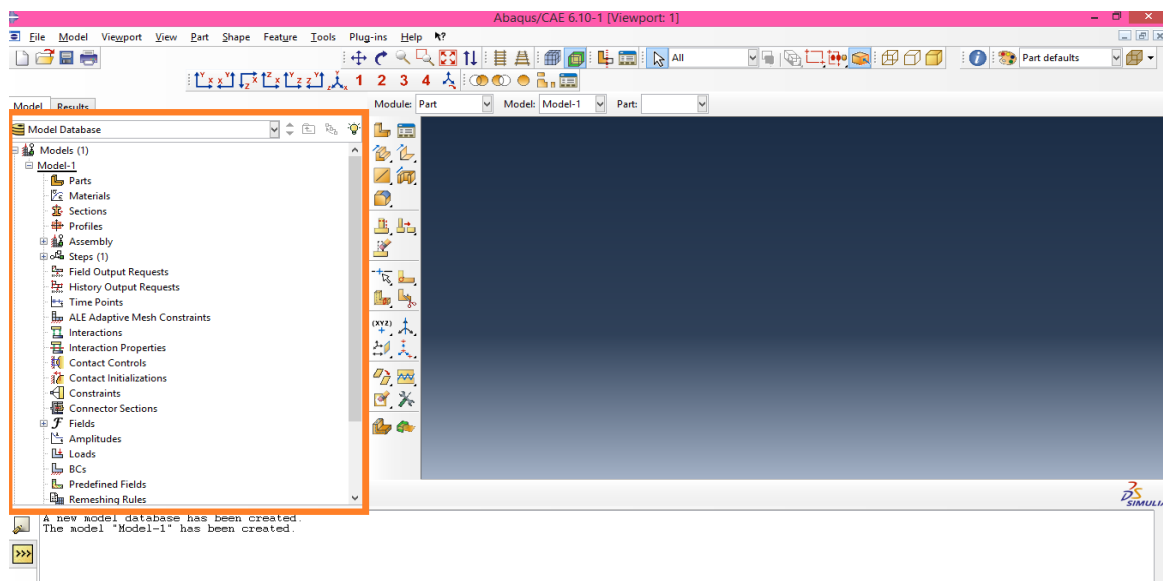 Abaqus/CAE 6.10-1 [Viewport: 1]
File Model Viewport View Part Shape Feature Tools Plug-ins Help
All
Part defaults
1 2 3 4
Model Results
Module: Part Model: Model-1 Part:
Model Database
Models (1)
Model-1
Parts
Materials
Sections
Profiles
Assembly
Steps (1)
Field Output Requests
History Output Requests
Time Points
ALE Adaptive Mesh Constraints
Interactions
Interaction Properties
Contact Controls
Contact Initializations
Constraints
Connector Sections
Fields
Amplitudes
Loads
BCs
Predefined Fields
Remeshing Rules
(XYZ)
SIMULIA
A new model database has been created.
The model "Model-1" has been created.
>>>